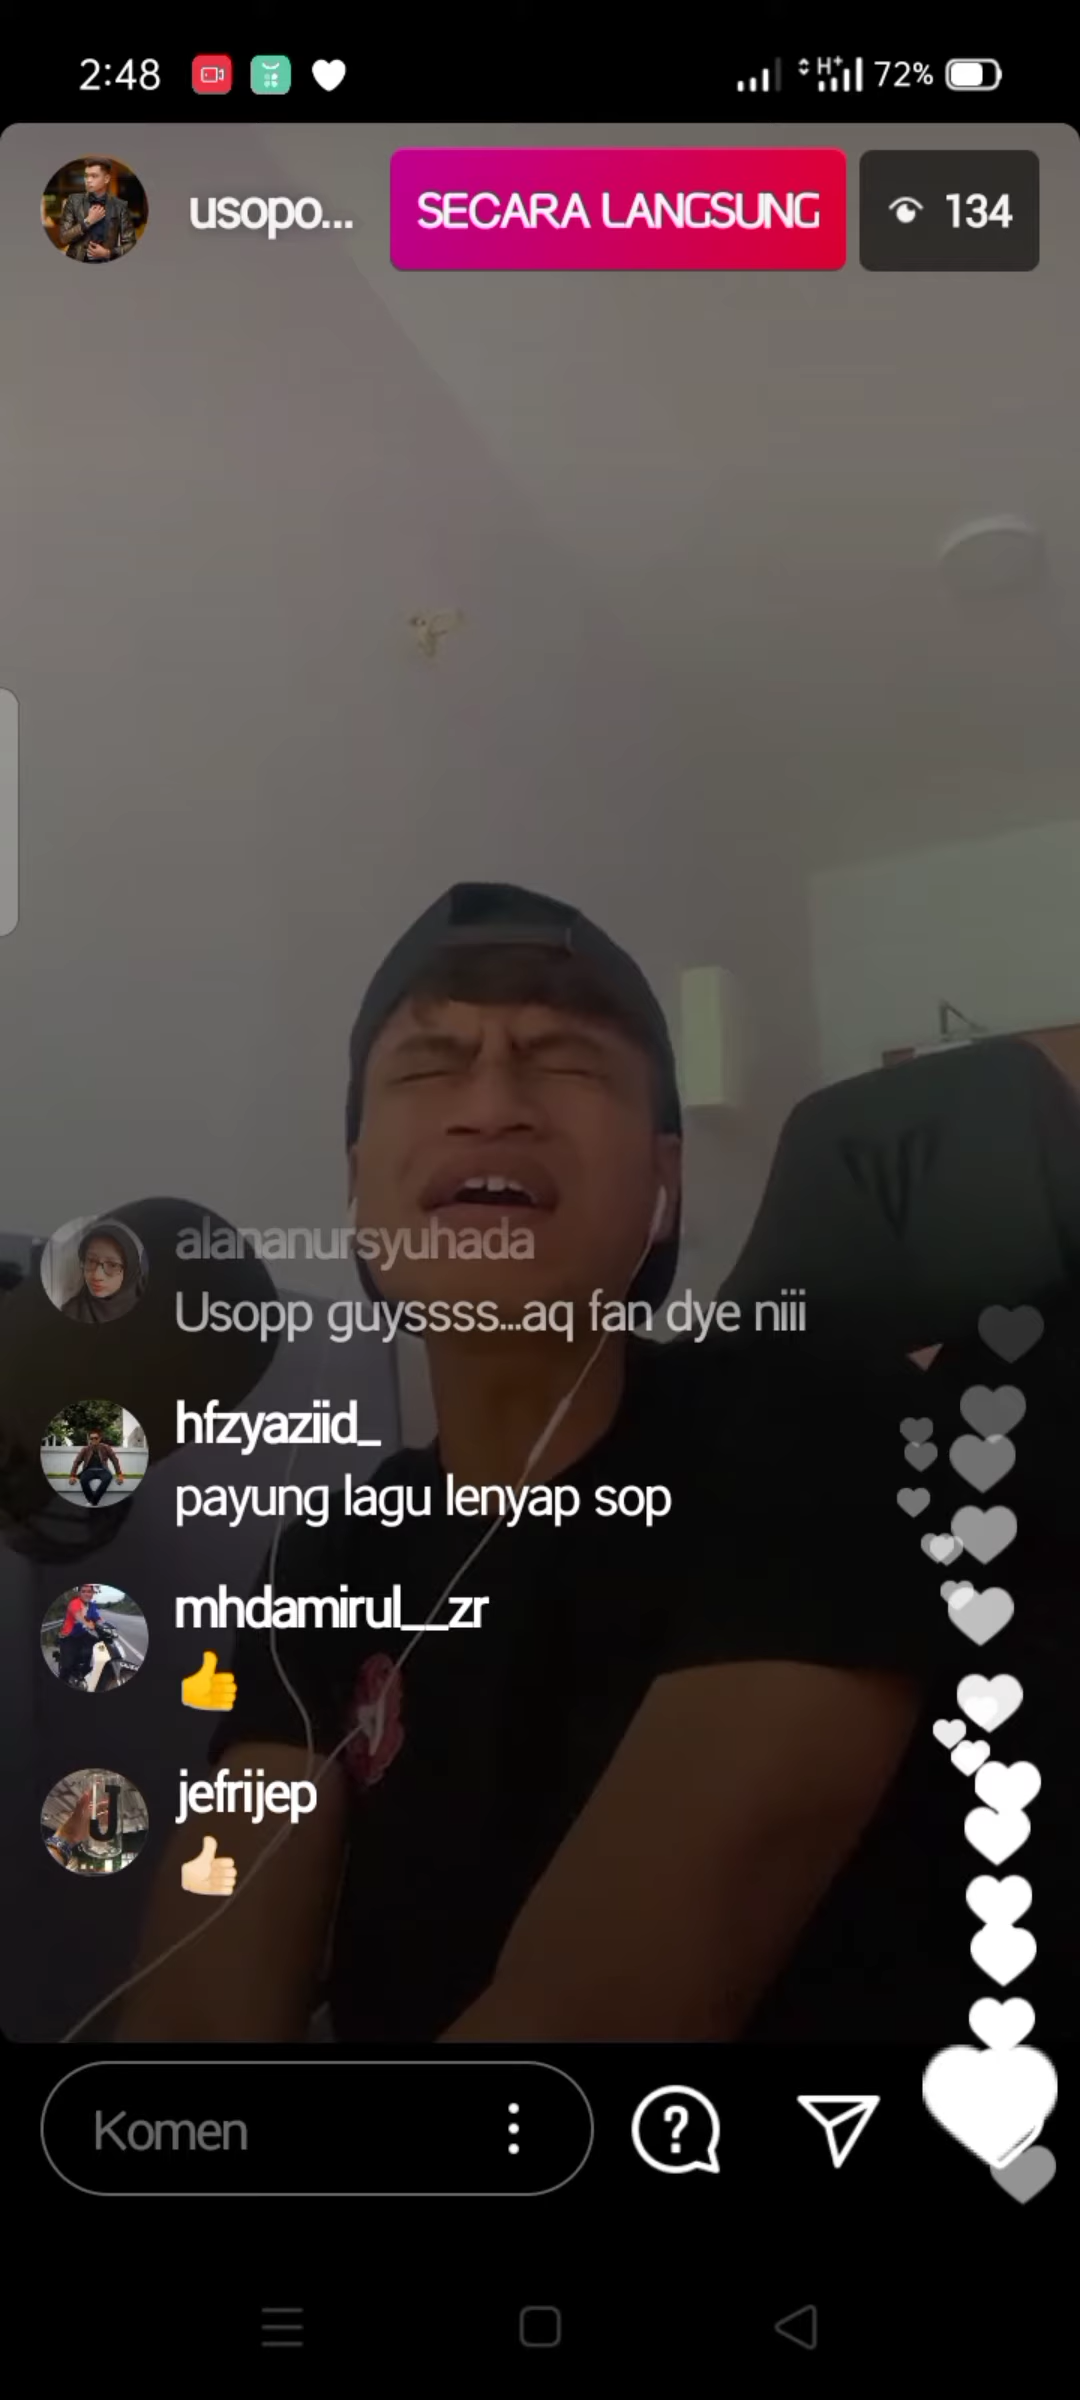 2:48
H+
72%
usopo...
SECARA LANGSUNG
134
alananursyuhada
Usopp guyssss...aq fan dye niii
hfzyaziid_
payung lagu lenyap sop
mhdamirul__zr
👍
jefrijep
👍🏻
Komen